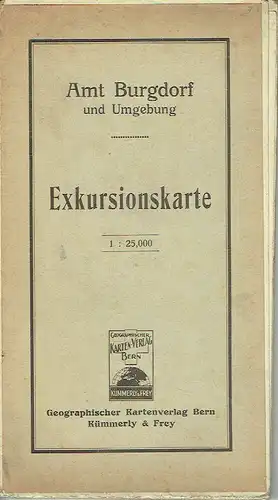 Amt Burgdorf
und Umgebung
Exkursionskarte
1 : 25,000
GEOGRAPHISCHER
KARTEN-VERLAG
BERN
KÜMMERLY & FREY
Geographischer Kartenverlag Bern
Kümmerly & Frey